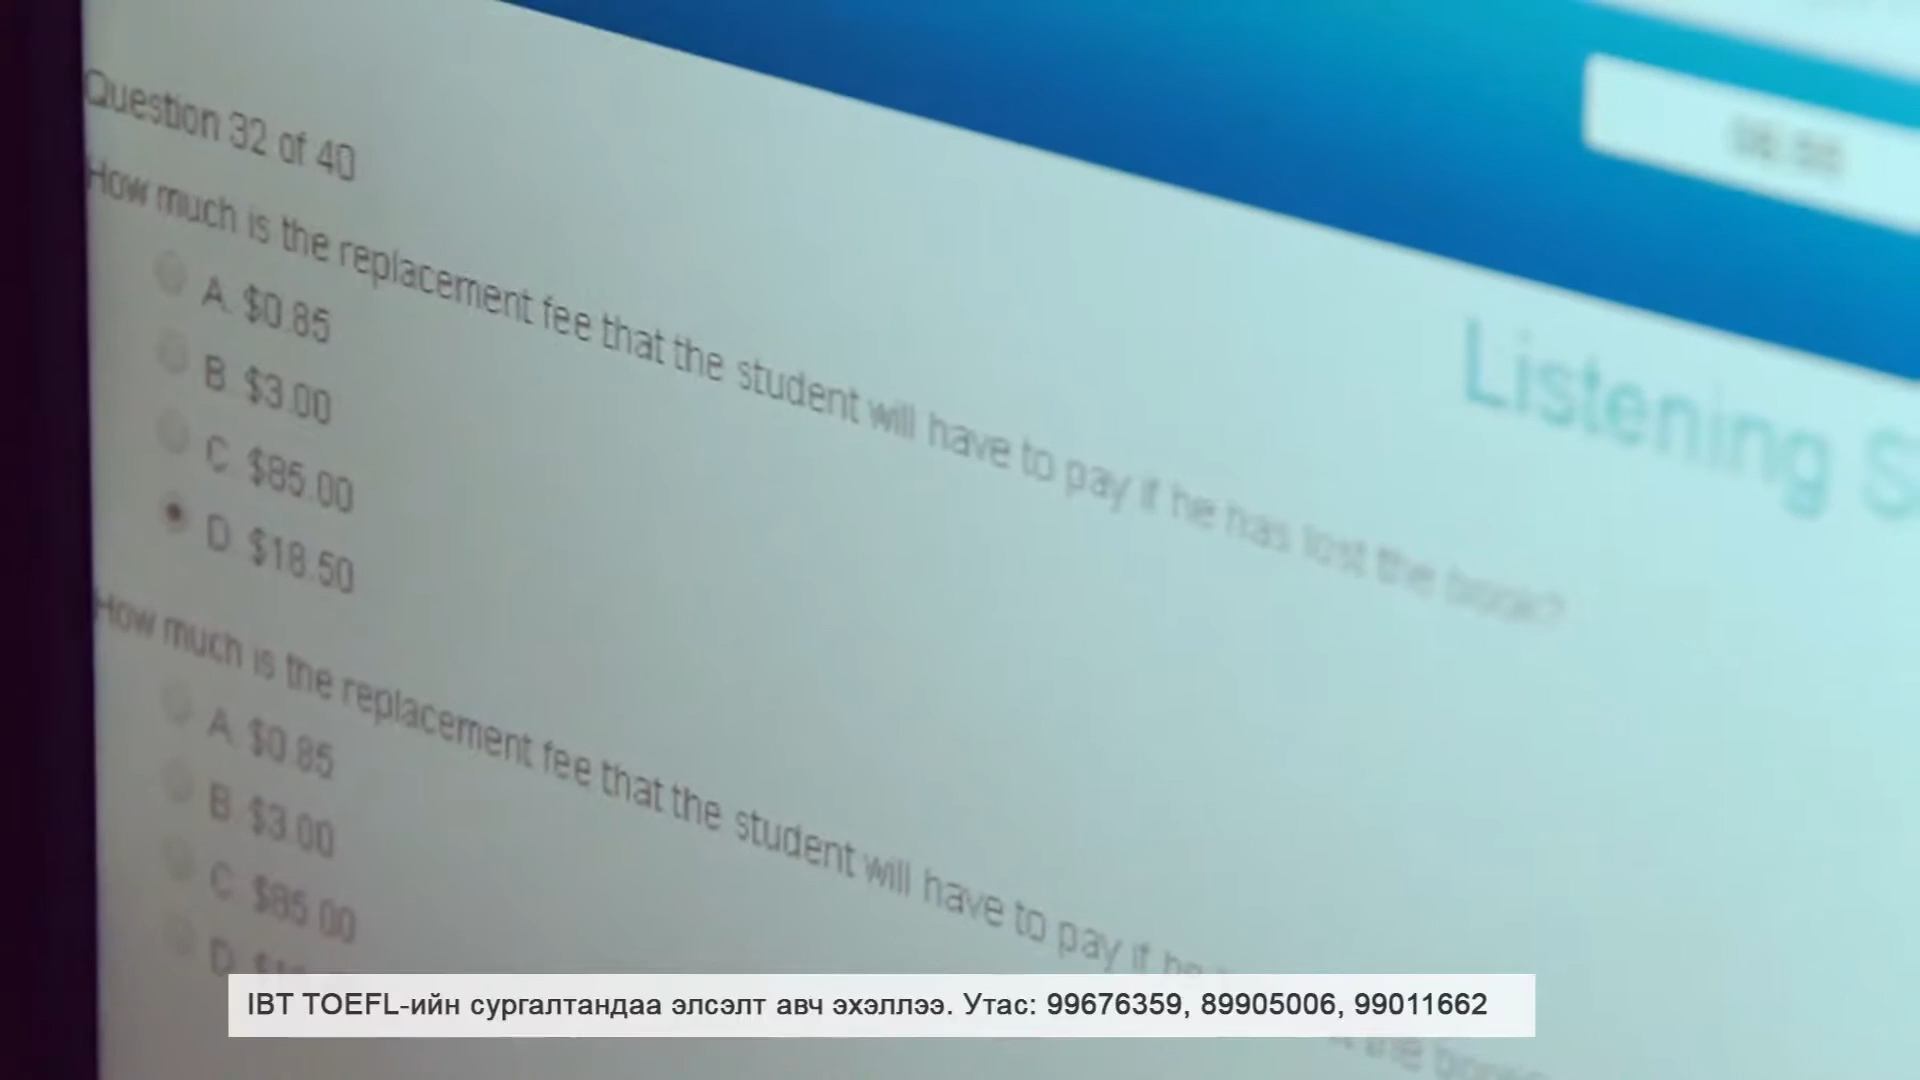 Question 32 of 40
How much is the replacement fee that the student will have to pay if he has lost the book?
A. $0.85
B. $3.00
C. $85.00
D. $18.50
Listening
How much is the replacement fee that the student will have to pay if he
A. $0.85
B. $3.00
C. $85.00
D.
the
IBT TOEFL-ийн сургалтандаа элсэлт авч эхэллээ. Утас: 99676359, 89905006, 99011662